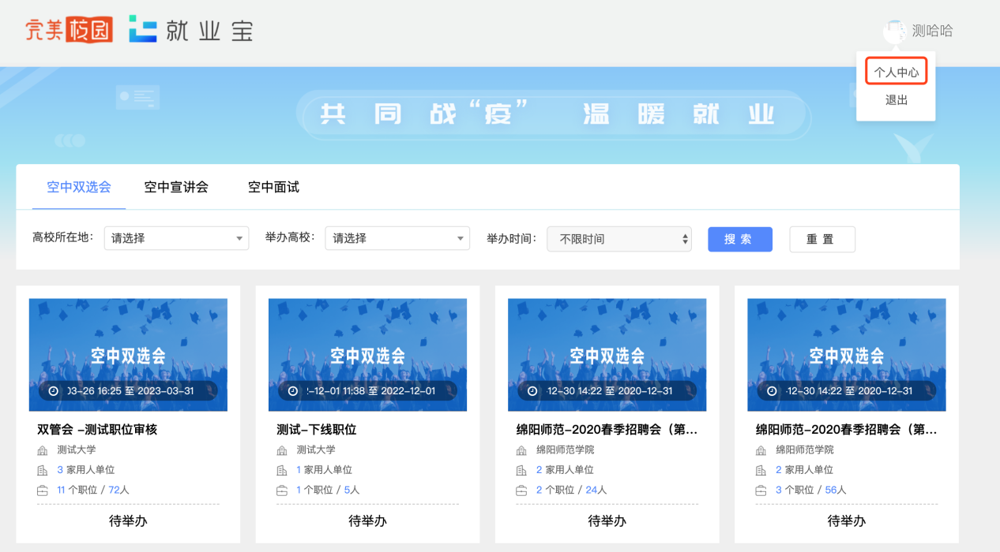 完美校园 就业宝
测哈哈
个人中心
退出
共同战“疫” 温暖就业
空中双选会 空中宣讲会 空中面试
高校所在地： 请选择 举办高校： 请选择 举办时间： 不限时间 搜索 重置
空中双选会
03-26 16:25 至 2023-03-31
双管会 -测试职位审核
测试大学
3 家用人单位
11 个职位 / 72人
待举办
空中双选会
-12-01 11:38 至 2022-12-01
测试-下线职位
测试大学
1 家用人单位
1 个职位 / 5人
待举办
空中双选会
12-30 14:22 至 2020-12-31
绵阳师范-2020春季招聘会（第...
绵阳师范学院
2 家用人单位
2 个职位 / 24人
待举办
空中双选会
12-30 14:22 至 2020-12-31
绵阳师范-2020春季招聘会（第...
绵阳师范学院
2 家用人单位
3 个职位 / 56人
待举办